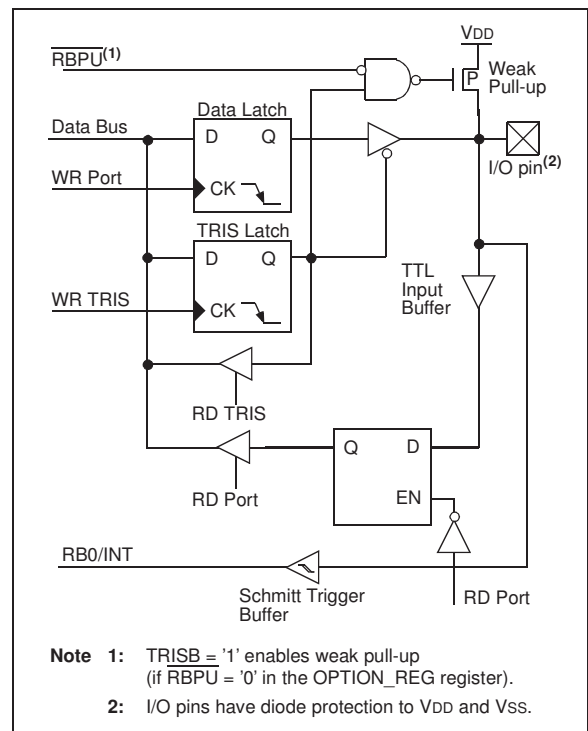 VDD
RBPU(1)
P
Weak
Pull-up
Data Latch
Data Bus
D
Q
I/O pin(2)
WR Port
CK
TRIS Latch
D
Q
TTL
Input
Buffer
WR TRIS
CK
RD TRIS
Q
D
RD Port
EN
RB0/INT
Schmitt Trigger
Buffer
RD Port
Note 1: TRISB = '1' enables weak pull-up
(if RBPU = '0' in the OPTION_REG register).
2: I/O pins have diode protection to VDD and VSS.